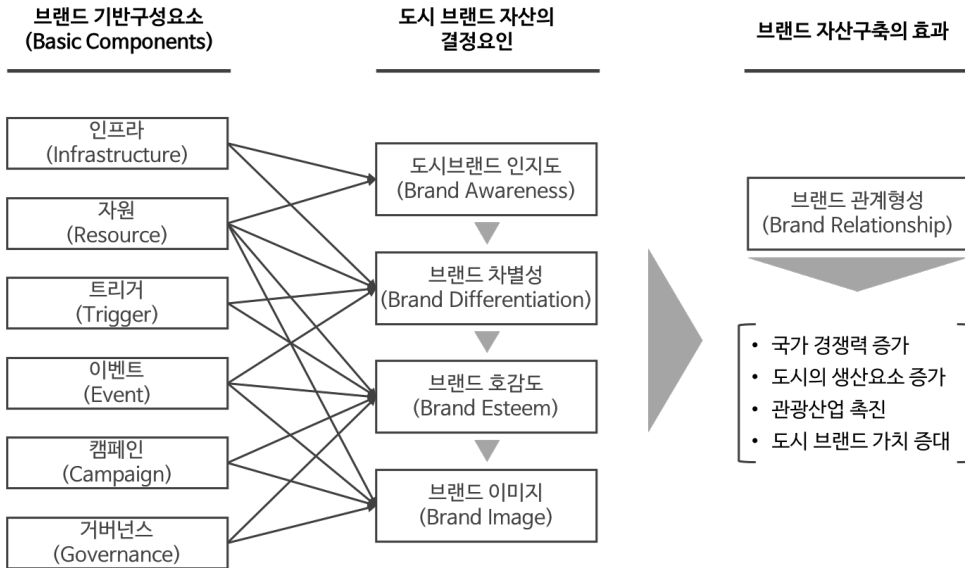 브랜드 기반구성요소
(Basic Components)
인프라
(Infrastructure)
자원
(Resource)
트리거
(Trigger)
이벤트
(Event)
캠페인
(Campaign)
거버넌스
(Governance)
도시 브랜드 자산의
결정요인
도시브랜드 인지도
(Brand Awareness)
브랜드 차별성
(Brand Differentiation)
브랜드 호감도
(Brand Esteem)
브랜드 이미지
(Brand Image)
브랜드 자산구축의 효과
브랜드 관계형성
(Brand Relationship)
• 국가 경쟁력 증가
• 도시의 생산요소 증가
• 관광산업 촉진
• 도시 브랜드 가치 증대